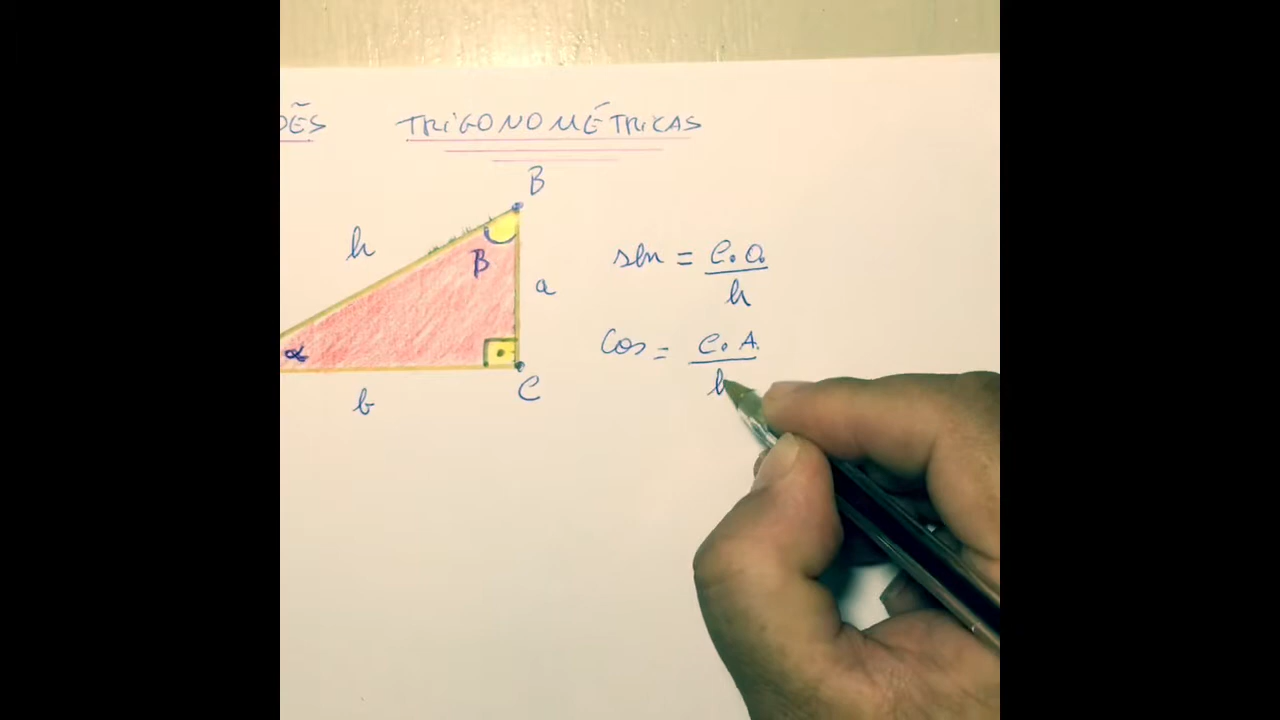 ÕES TRIGONOMÉTRICAS
B
h
β
a
α
b
C
sen = C.O.
h
Cos = C.A.
h